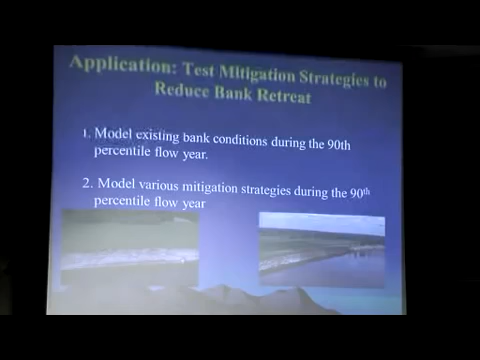 Application: Test Mitigation Strategies to
Reduce Bank Retreat
1. Model existing bank conditions during the 90th
percentile flow year.
2. Model various mitigation strategies during the 90th
percentile flow year